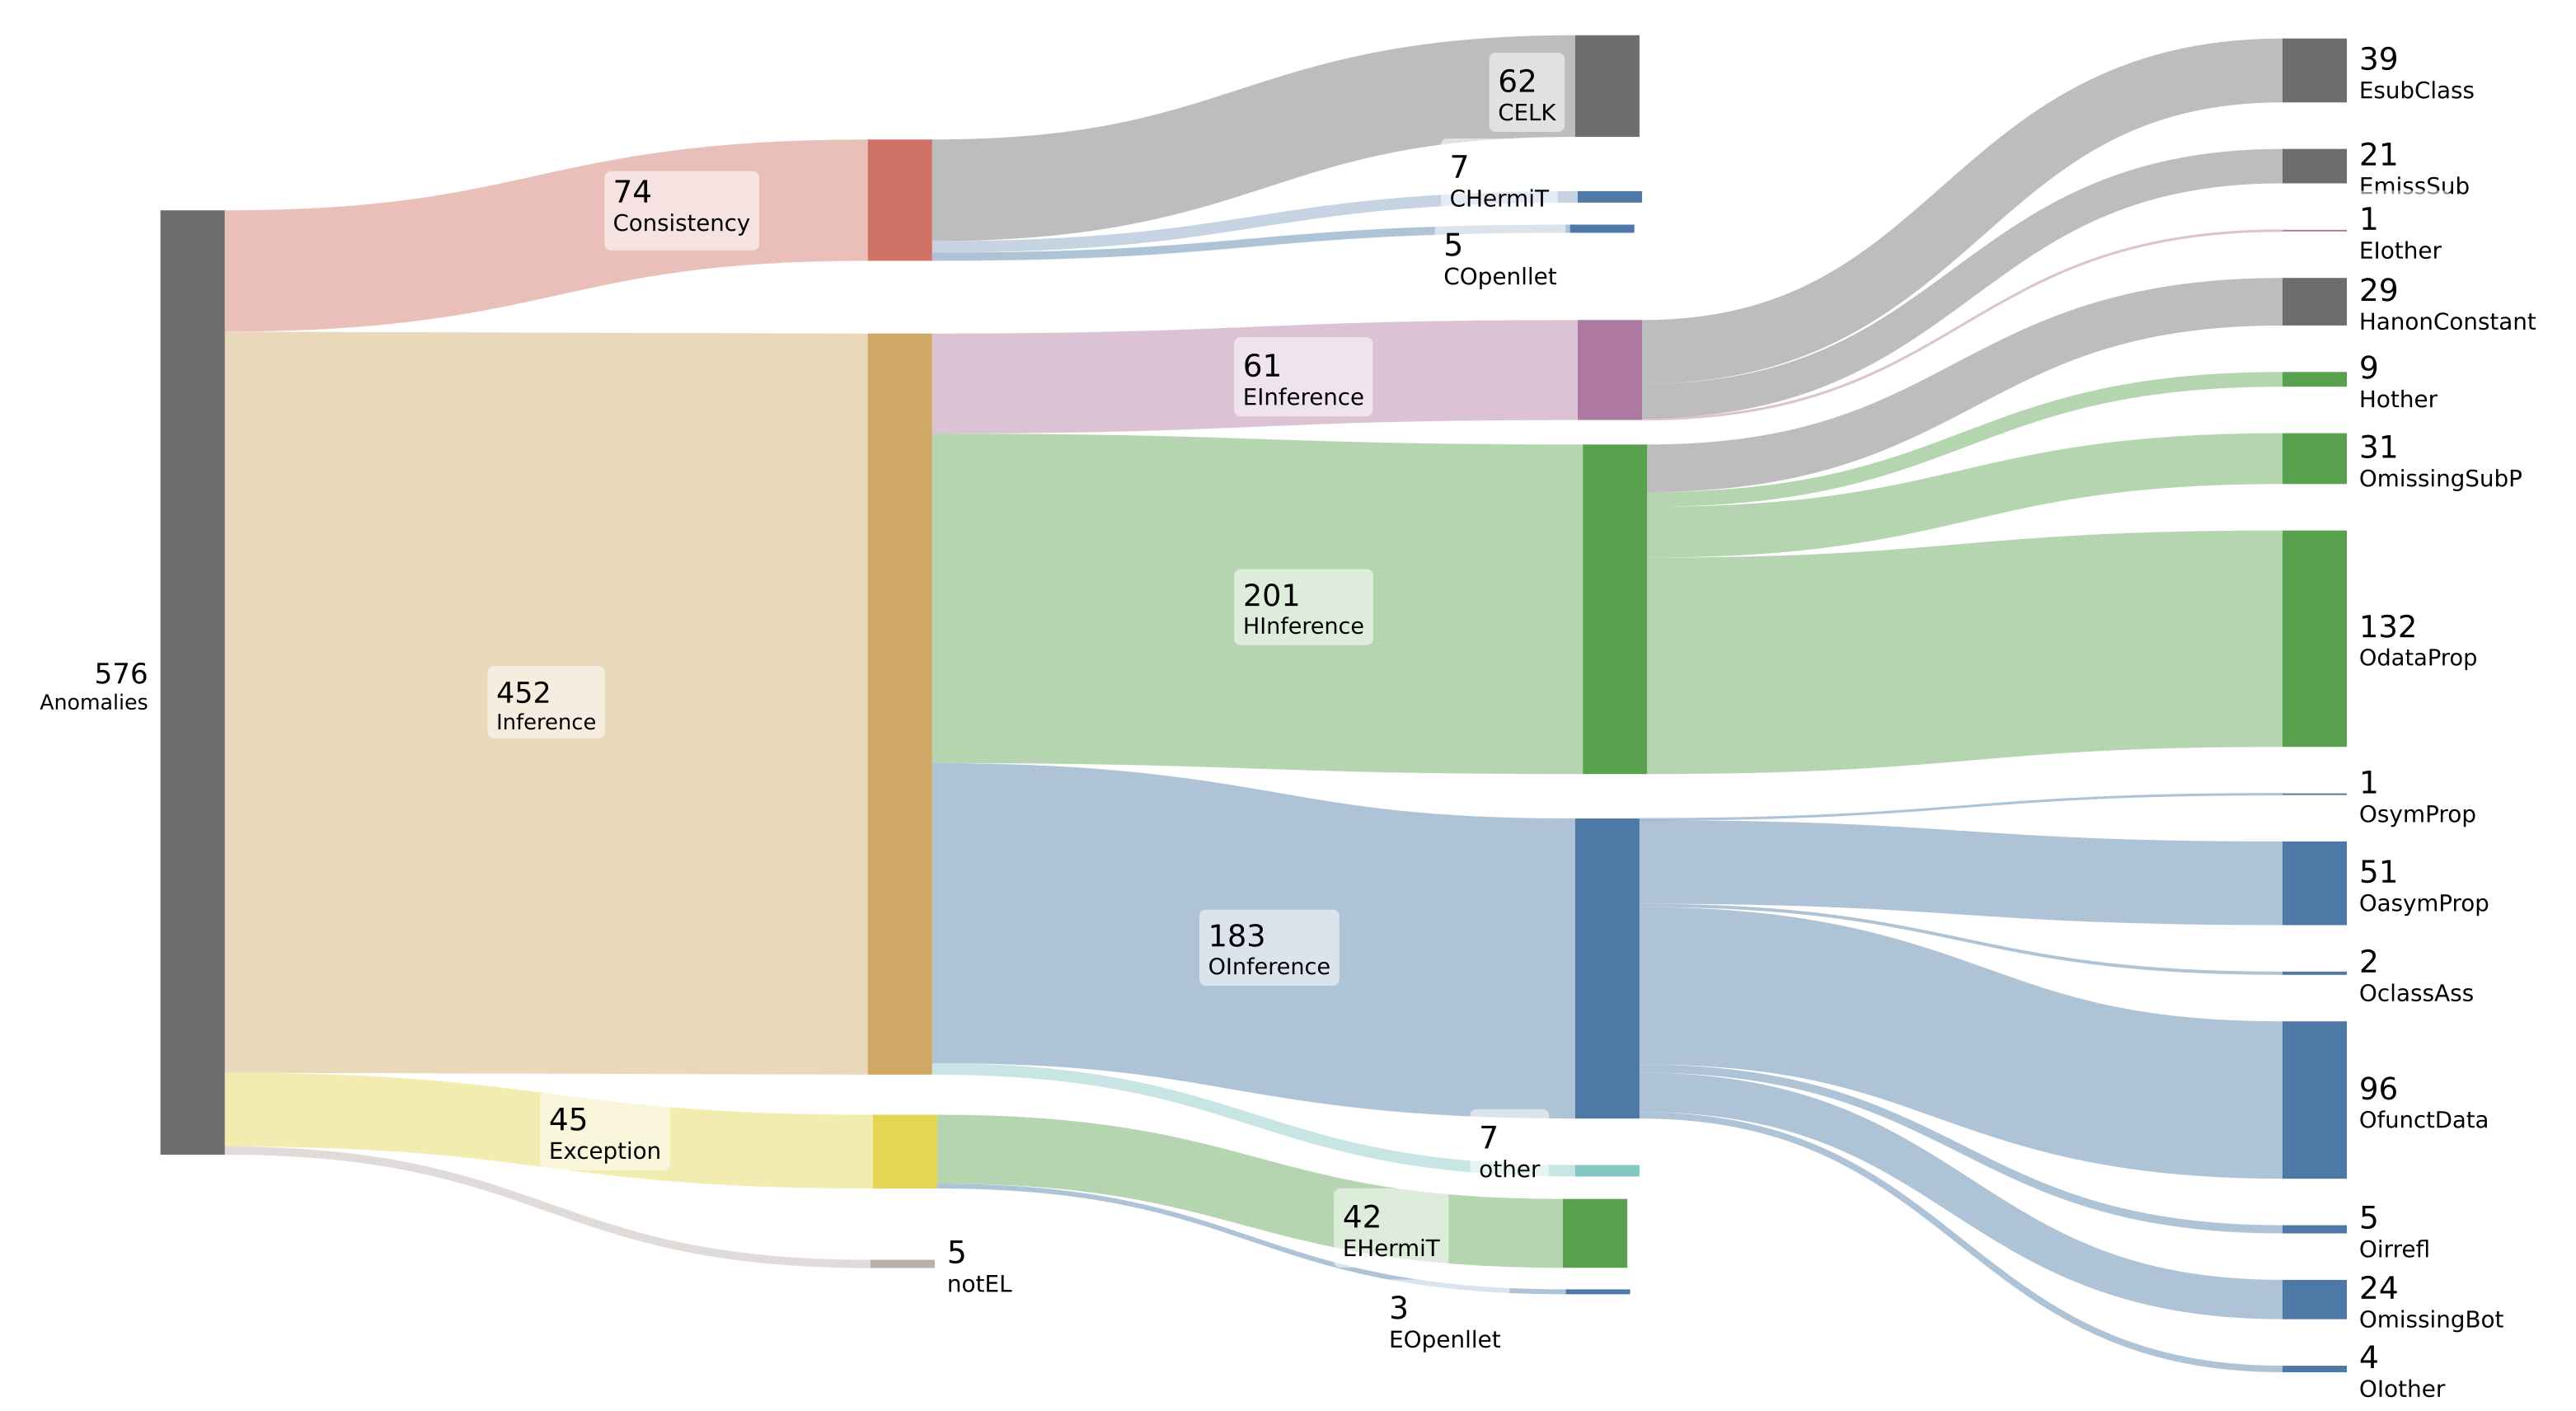 576
Anomalies
74
Consistency
452
Inference
45
Exception
5
notEL
62
CELK
7
CHermiT
5
COpenllet
61
EInference
201
HInference
183
OInference
7
other
42
EHermiT
3
EOpenllet
39
EsubClass
21
EmissSub
1
EIother
29
HanonConstant
9
Hother
31
OmissingSubP
132
OdataProp
1
OsymProp
51
OasymProp
2
OclassAss
96
OfunctData
5
Oirrefl
24
OmissingBot
4
OIother